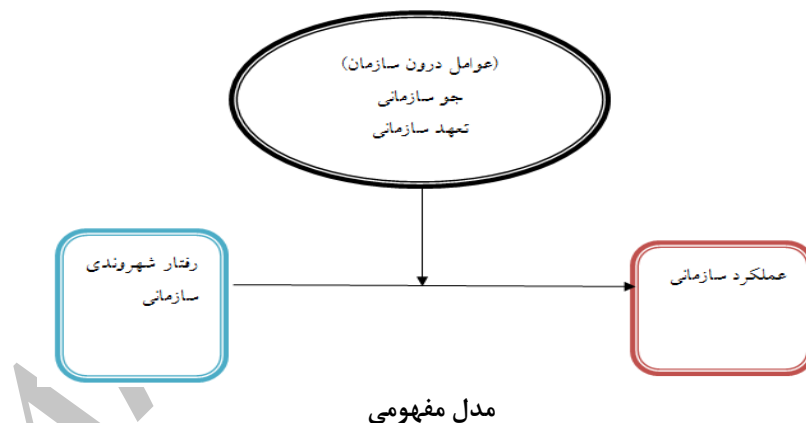 (عوامل درون سازمان)
جو سازمانی
تعهد سازمانی
رفتار شهروندی
سازمانی
عملکرد سازمانی
مدل مفهومی